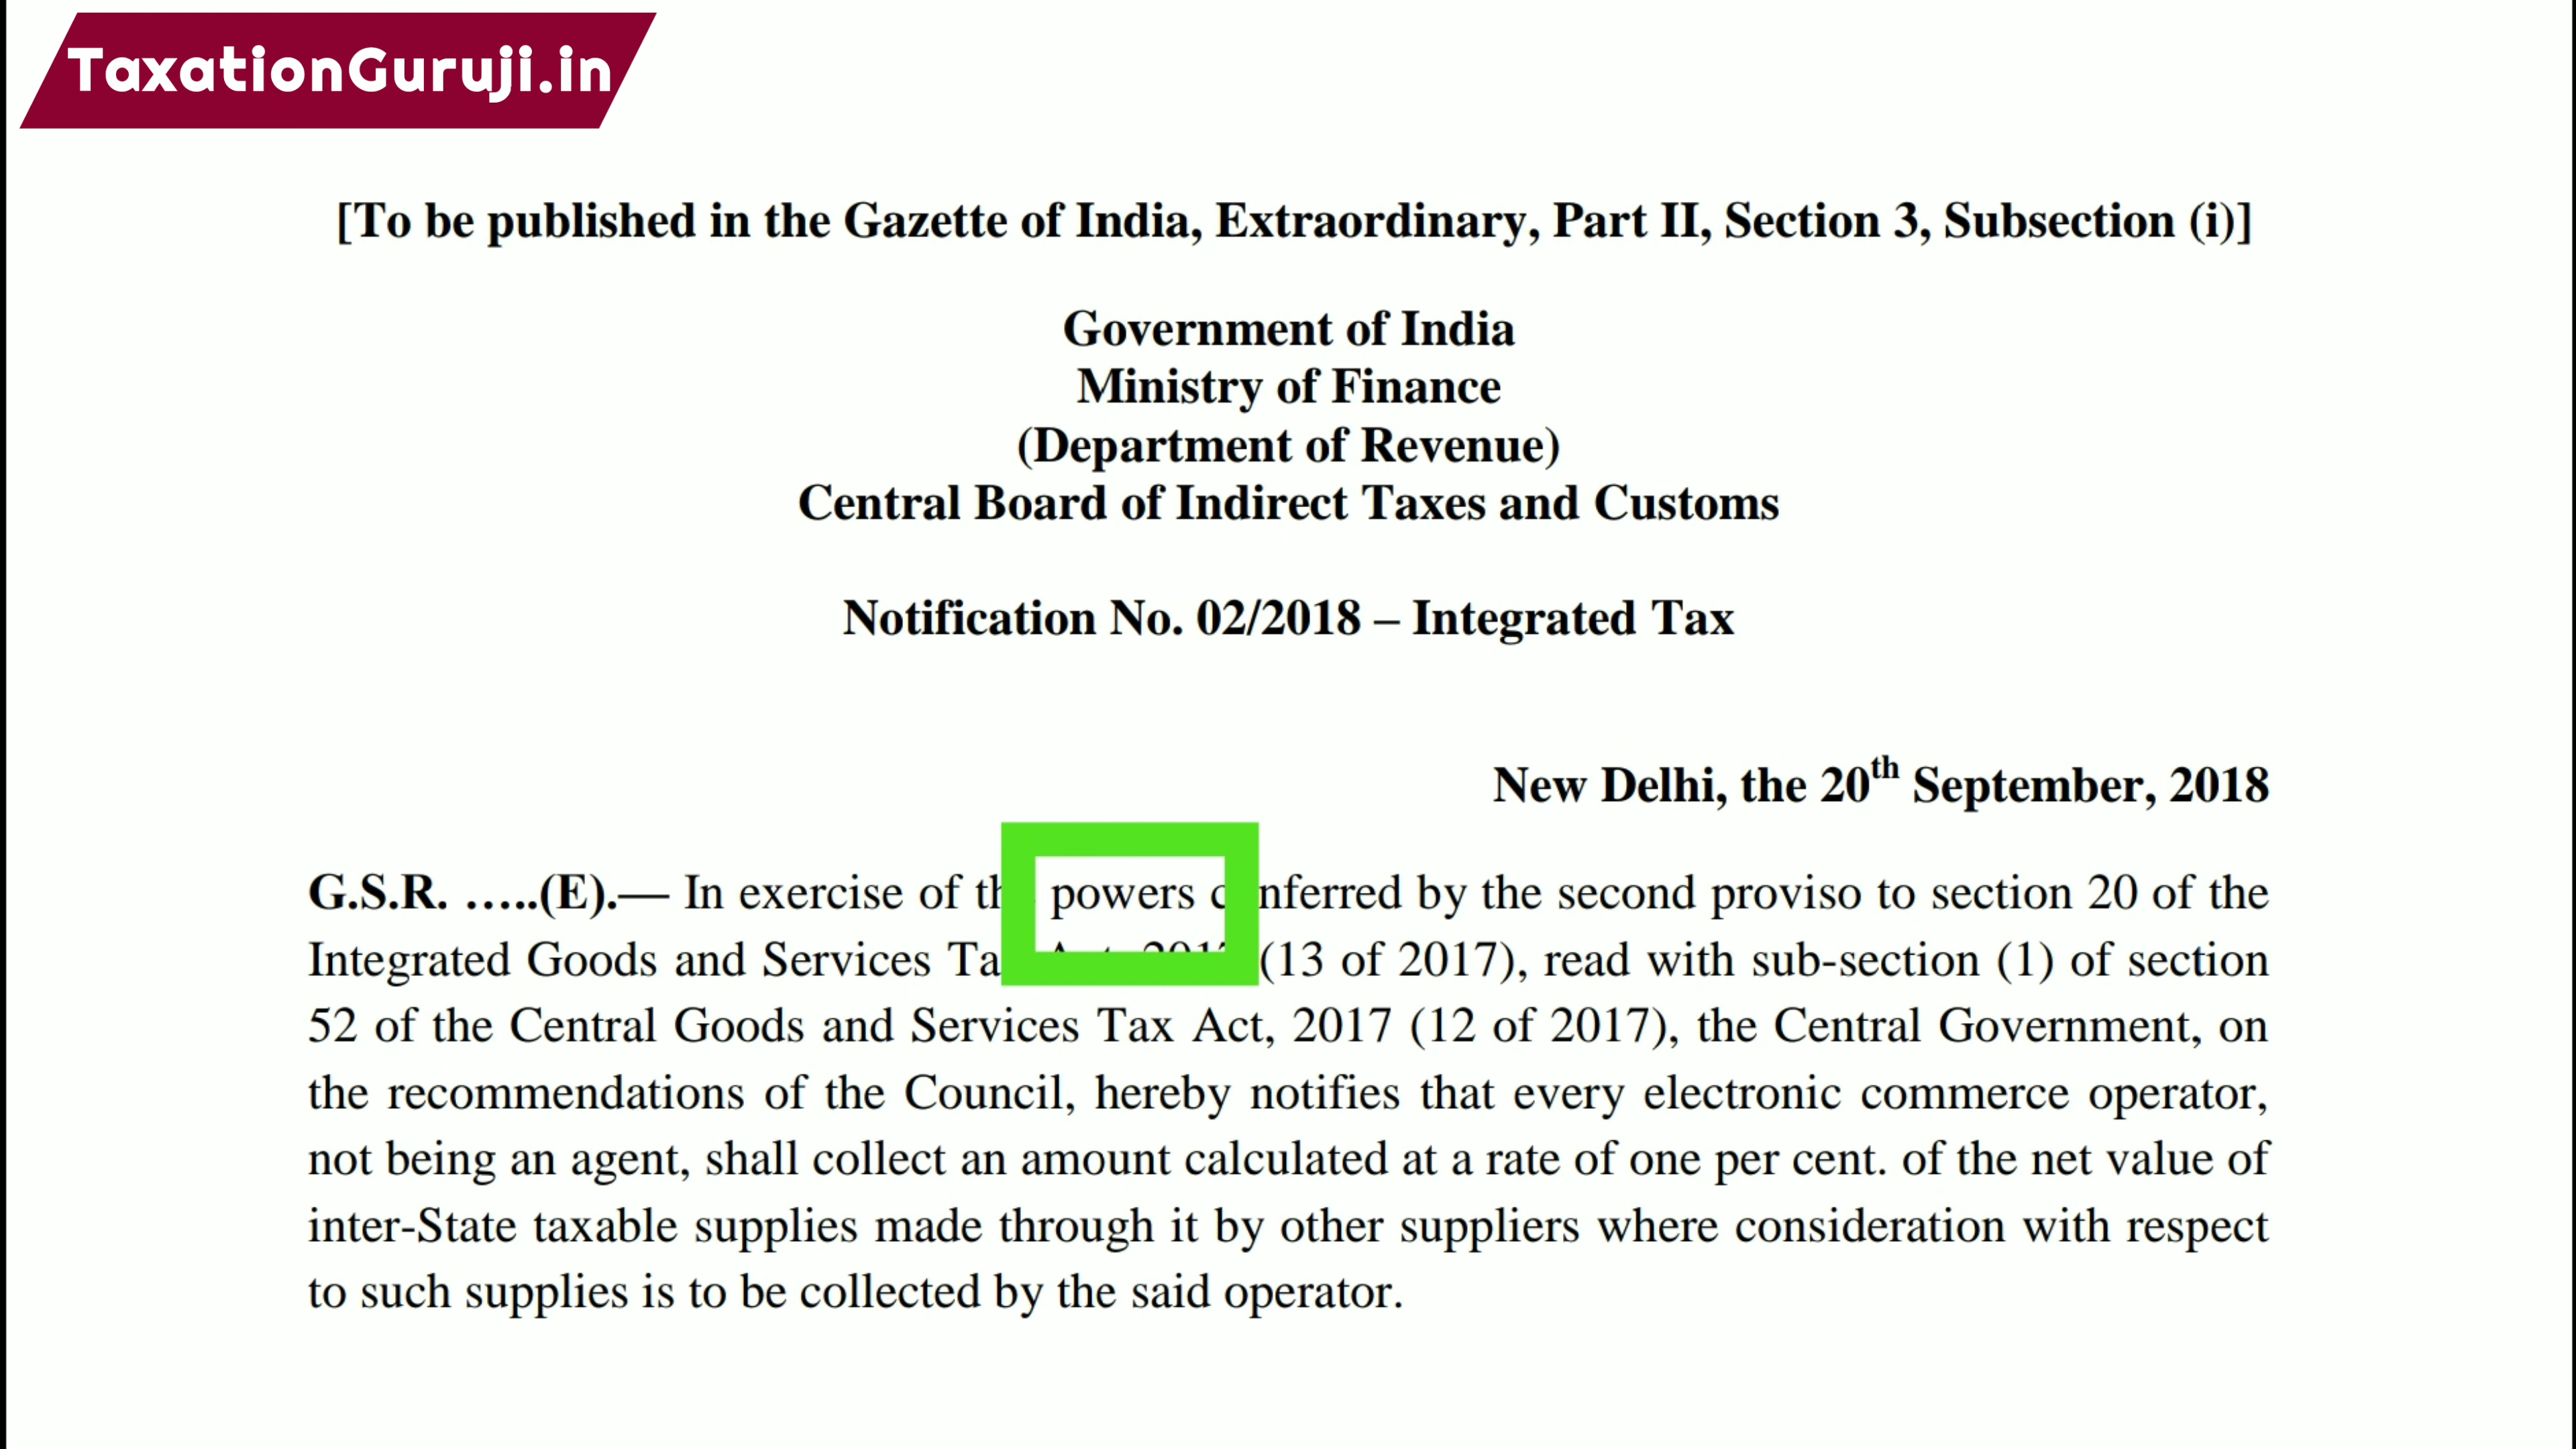 TaxationGuruji.in
[To be published in the Gazette of India, Extraordinary, Part II, Section 3, Subsection (i)]
Government of India
Ministry of Finance
(Department of Revenue)
Central Board of Indirect Taxes and Customs
Notification No. 02/2018 – Integrated Tax
New Delhi, the 20th September, 2018
G.S.R. …..(E).— In exercise of powers by the second proviso to section 20 of the
Integrated Goods and Services (13 of 2017), read with sub-section (1) of section
52 of the Central Goods and Services Tax Act, 2017 (12 of 2017), the Central Government, on
the recommendations of the Council, hereby notifies that every electronic commerce operator,
not being an agent, shall collect an amount calculated at a rate of one per cent. of the net value of
inter-State taxable supplies made through it by other suppliers where consideration with respect
to such supplies is to be collected by the said operator.